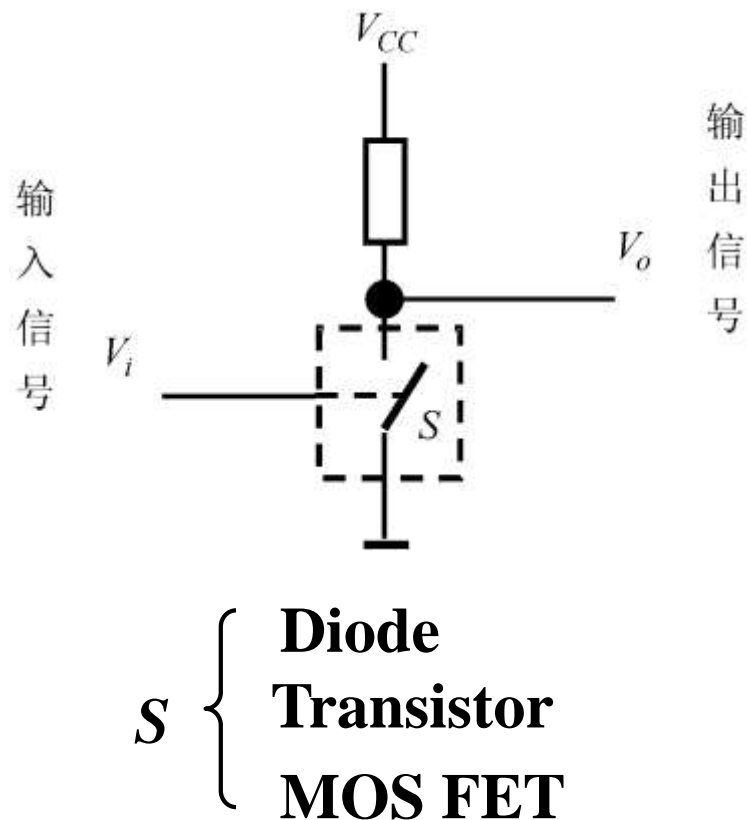 V_CC
输出信号
输入信号
V_o
V_i
S
Diode
S
Transistor
MOS FET